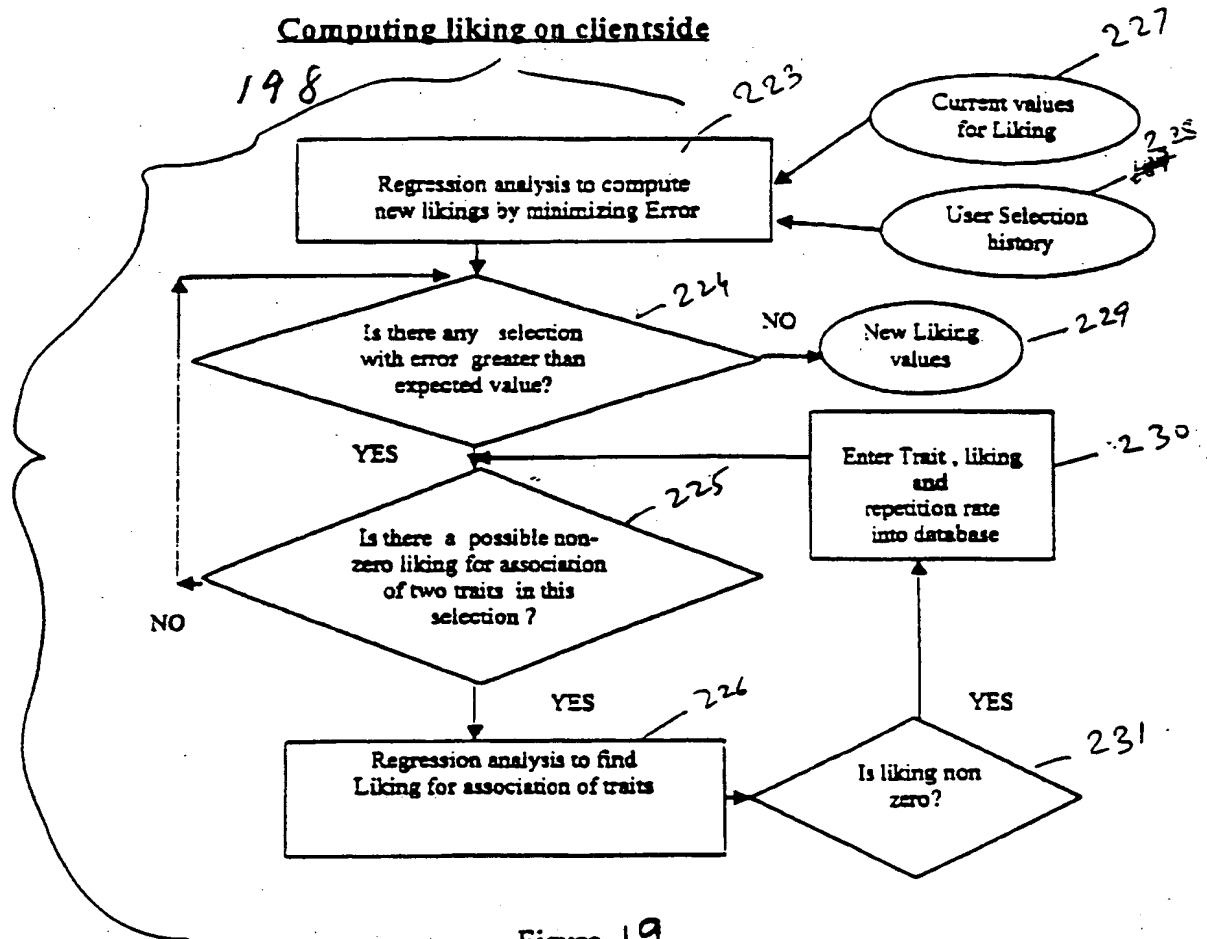 Computing liking on clientside
198
223
227
Current values
for Liking
Regression analysis to compute
new likings by minimizing Error
User Selection
history
224
Is there any selection
with error greater than
expected value?
NO
New Liking
values
229
YES
225
Enter Trait , liking
and
repetition rate
into database
230
Is there a possible non-
zero liking for association
of two traits in this
selection ?
NO
YES
226
YES
231
Regression analysis to find
Liking for association of traits
Is liking non
zero?
Figure 19